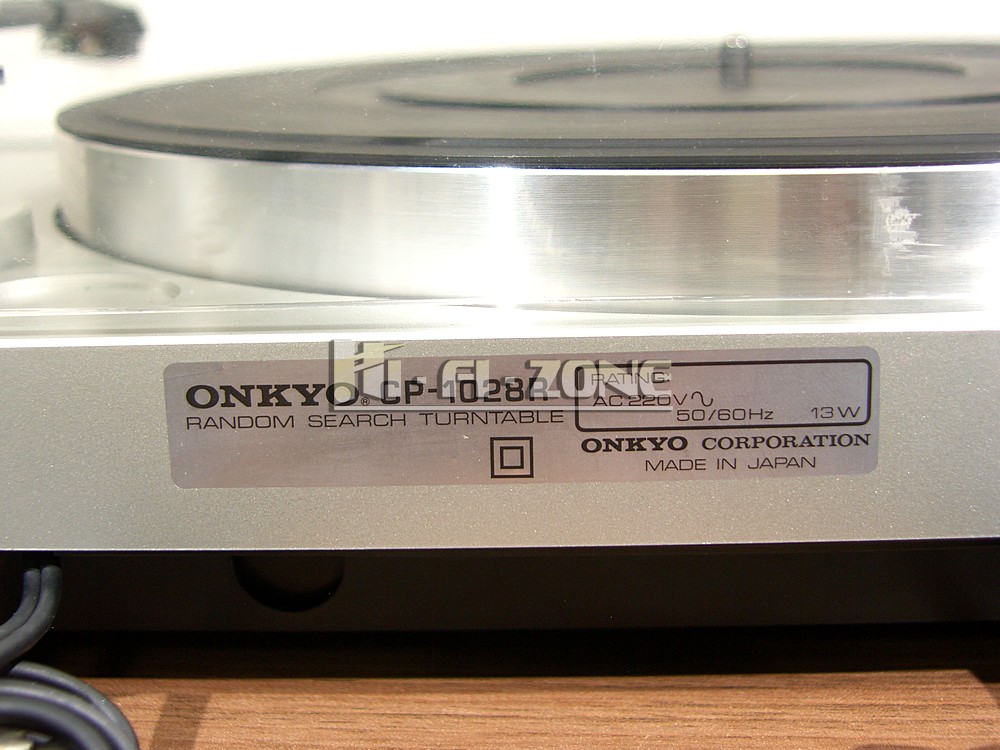 HI-FI-ZONE
ONKYO® CP-1028R
RANDOM SEARCH TURNTABLE
RATING:
AC 220V∿
50/60Hz 13W
ONKYO CORPORATION
MADE IN JAPAN